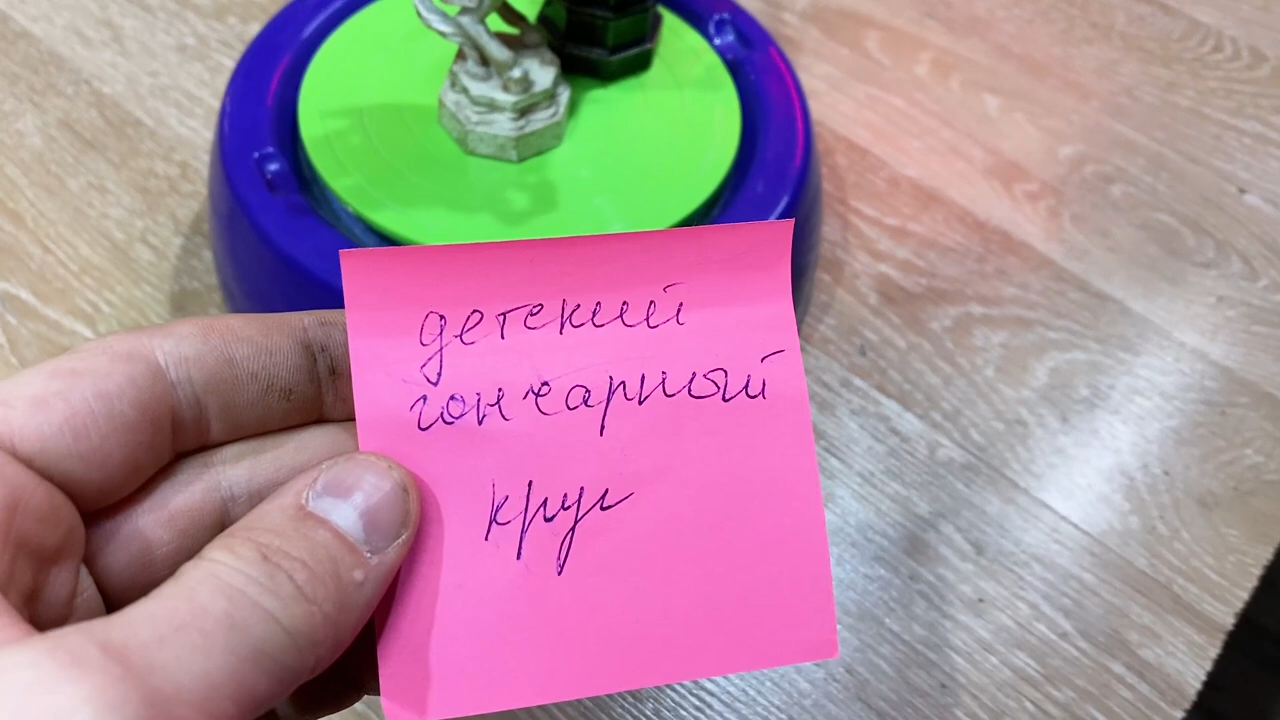 детский
гончарный
круг